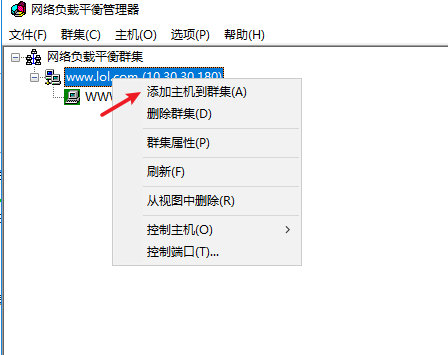 网络负载平衡管理器
文件(F) 群集(C) 主机(O) 选项(P) 帮助(H)
网络负载平衡群集
www.lol.com (10.30.30.180)
WWW
添加主机到群集(A)
删除群集(D)
群集属性(P)
刷新(F)
从视图中删除(R)
控制主机(O)
控制端口(T)...